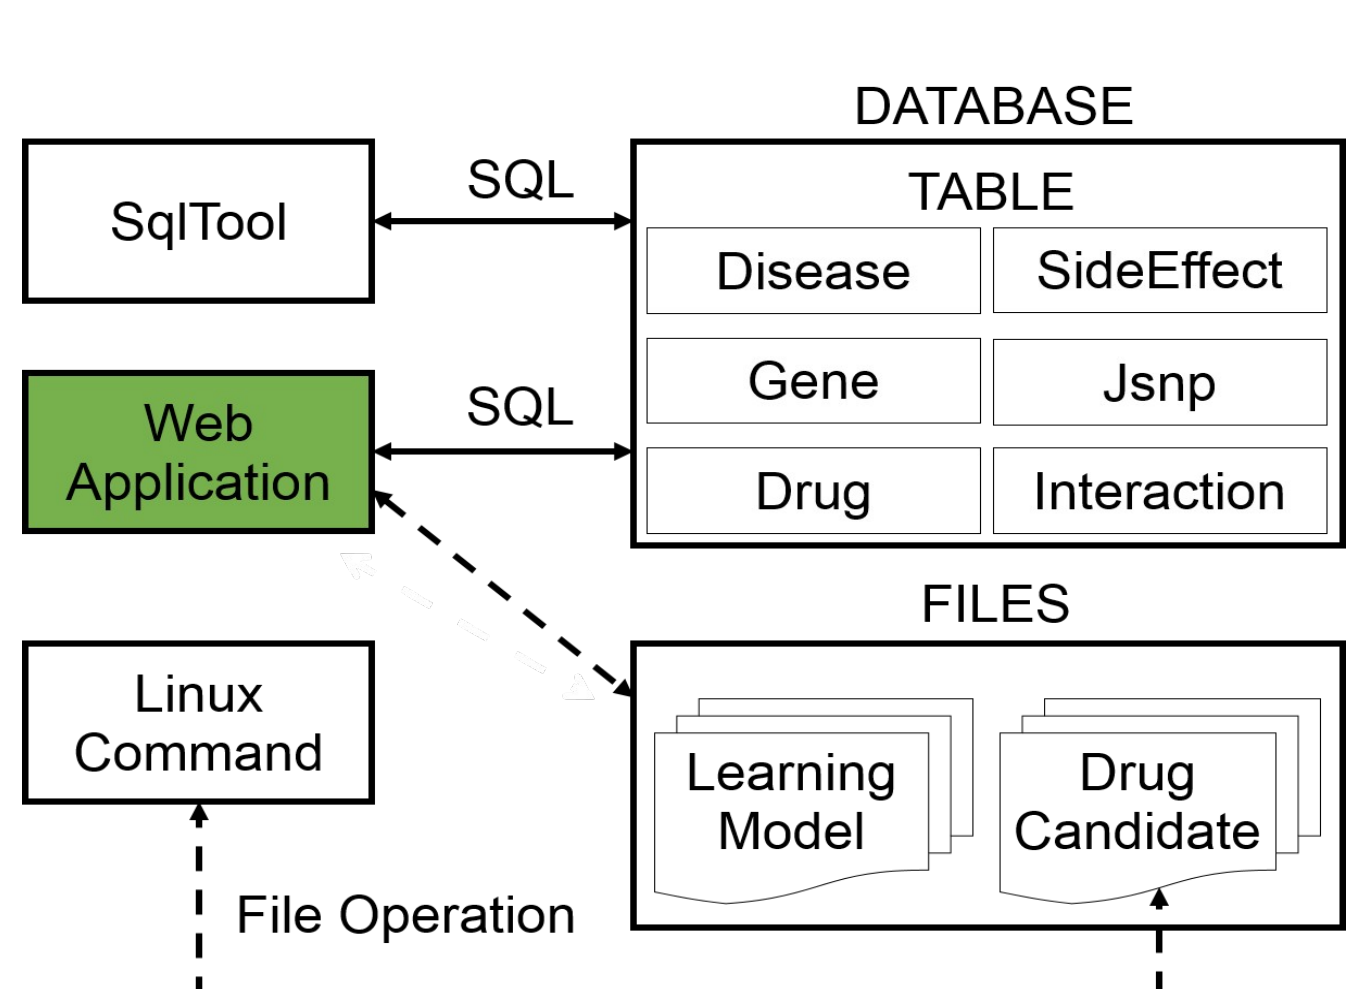 DATABASE
SqlTool
SQL
TABLE
Disease
SideEffect
Gene
Jsnp
Drug
Interaction
Web
Application
SQL
FILES
Linux
Command
Learning
Model
Drug
Candidate
File Operation